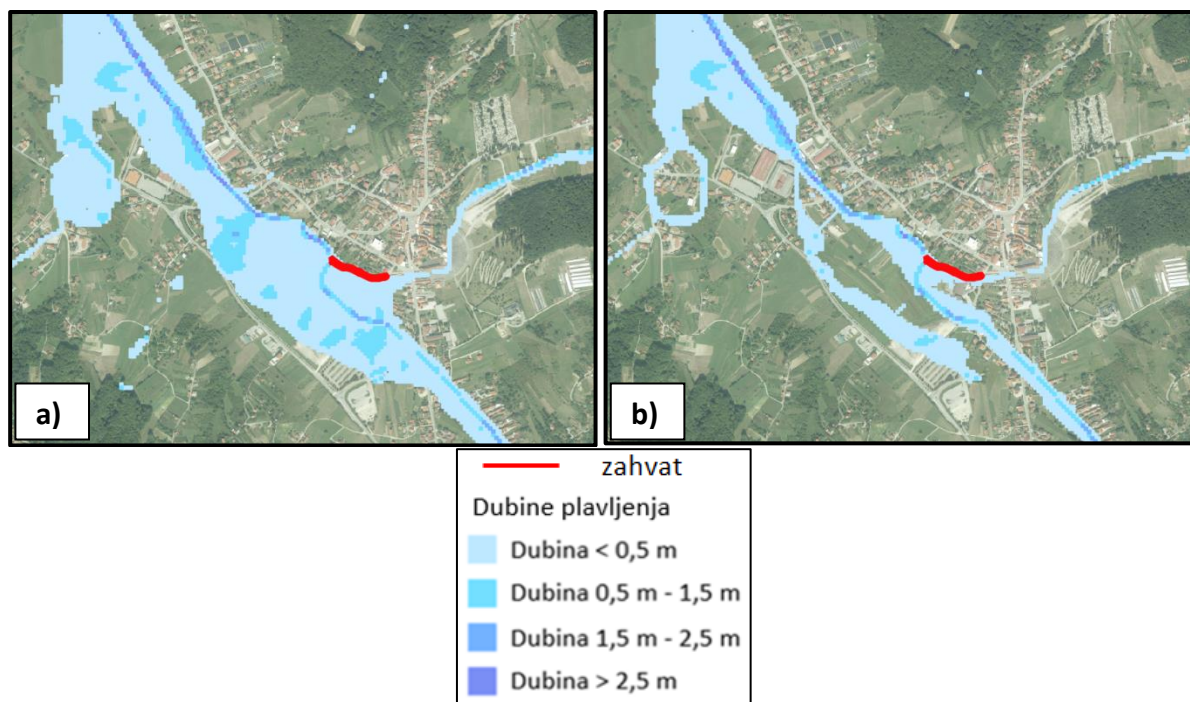 a)
b)
zahvat
Dubine plavljenja
Dubina < 0,5 m
Dubina 0,5 m - 1,5 m
Dubina 1,5 m - 2,5 m
Dubina > 2,5 m